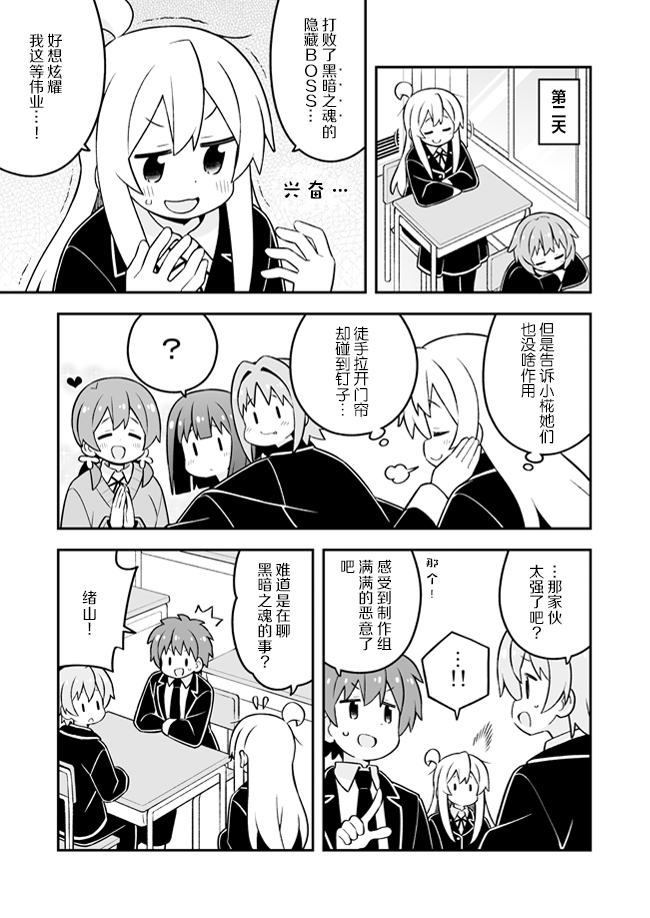 第二天
打败了黑暗之魂的
隐藏BOSS…
兴奋…
好想炫耀
我这等伟业…！
但是告诉小椛她们
也没啥作用
徒手拉开门帘
却碰到钉子…
？
…那家伙
太强了吧？
…!!
那个！
感受到制作组
满满的恶意了
吧
难道是在聊
黑暗之魂的事？
绪山！